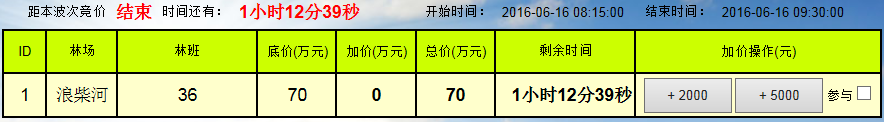 距本波次竞价 结束 时间还有： 1小时12分39秒 开始时间： 2016-06-16 08:15:00 结束时间： 2016-06-16 09:30:00
ID 林场 林班 底价(万元) 加价(万元) 总价(万元) 剩余时间 加价操作(元)
1 浪柴河 36 70 0 70 1小时12分39秒 + 2000 + 5000 参与